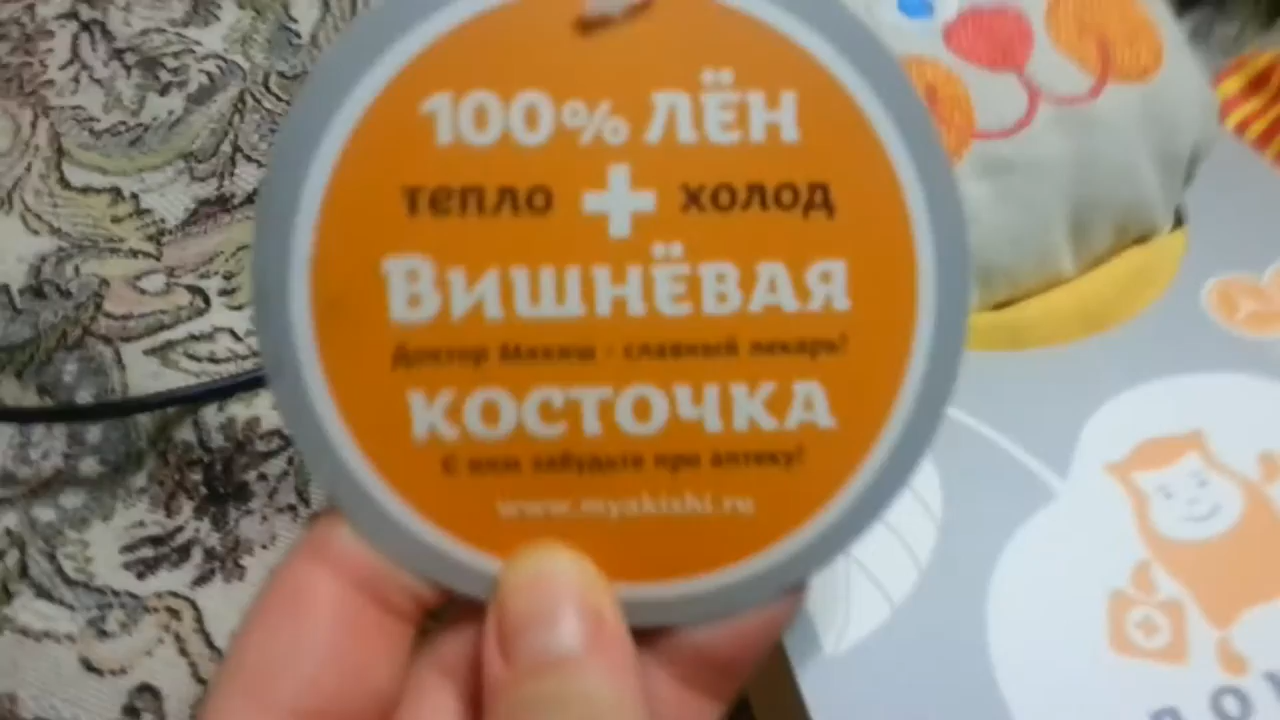 100% ЛЁН
тепло + холод
Вишнёвая
Доктор Мякиш - славный лекарь!
косточка
С ним забудьте про аптеку!
www.myakishi.ru